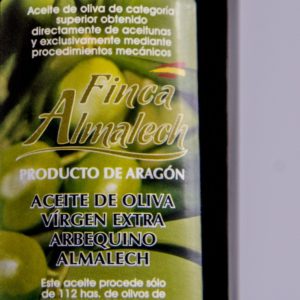 Aceite de oliva de categoría
superior obtenido
directamente de aceitunas
y exclusivamente mediante
procedimientos mecánicos
Finca
Almalech
PRODUCTO DE ARAGÓN
ACEITE DE OLIVA
VÍRGEN EXTRA
ARBEQUINO
ALMALECH
Este aceite procede sólo
de 112 has. de olivos de